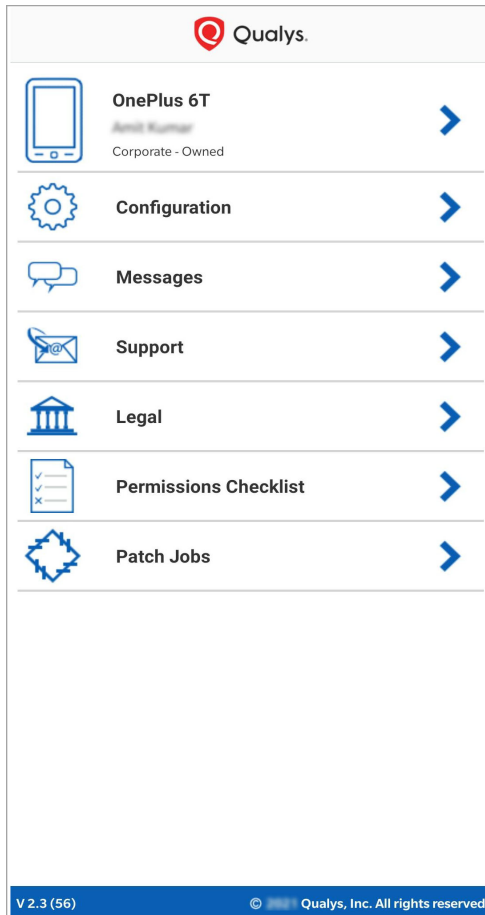 Qualys.
OnePlus 6T
Corporate - Owned
Configuration
Messages
Support
Legal
Permissions Checklist
Patch Jobs
V 2.3 (56)
© Qualys, Inc. All rights reserved